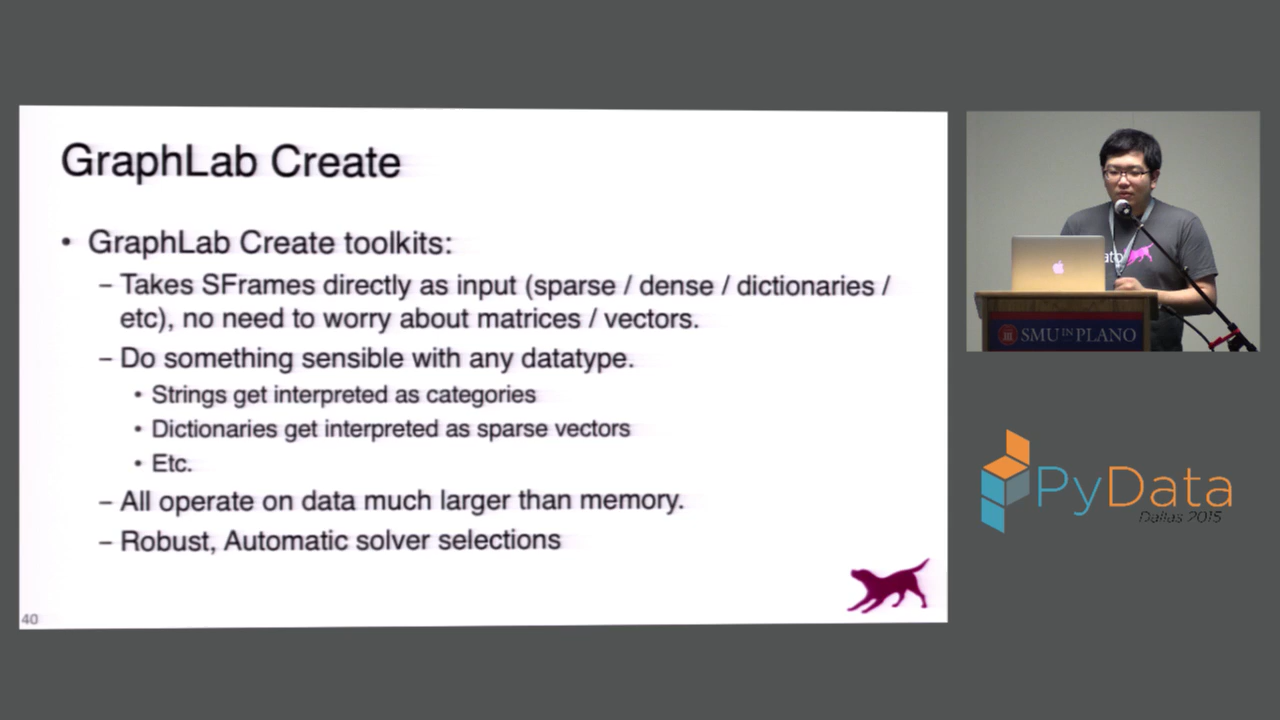 GraphLab Create
• GraphLab Create toolkits:
– Takes SFrames directly as input (sparse / dense / dictionaries /
etc), no need to worry about matrices / vectors.
– Do something sensible with any datatype.
• Strings get interpreted as categories
• Dictionaries get interpreted as sparse vectors
• Etc.
– All operate on data much larger than memory.
– Robust, Automatic solver selections
40
SMU IN PLANO
PyData
Dallas 2015